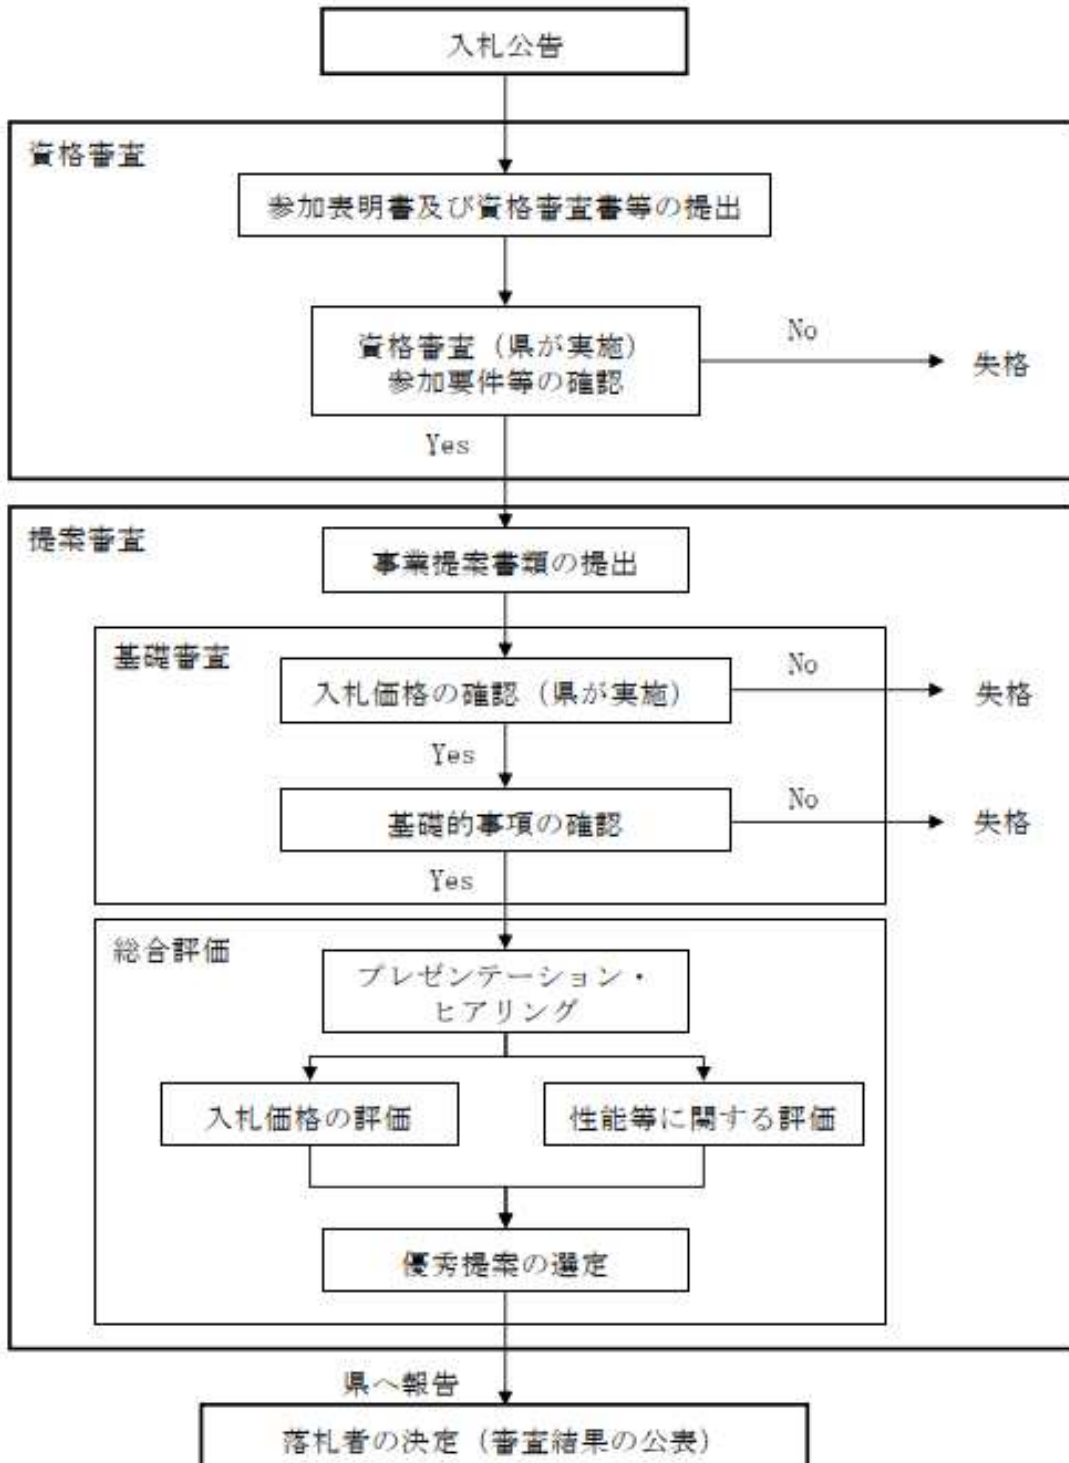 入札公告
資格審査
参加表明書及び資格審査書等の提出
資格審査（県が実施）
参加要件等の確認
No
失格
Yes
提案審査
事業提案書類の提出
基礎審査
入札価格の確認（県が実施）
No
失格
Yes
基礎的事項の確認
No
失格
Yes
総合評価
プレゼンテーション・
ヒアリング
入札価格の評価
性能等に関する評価
優秀提案の選定
県へ報告
落札者の決定（審査結果の公表）